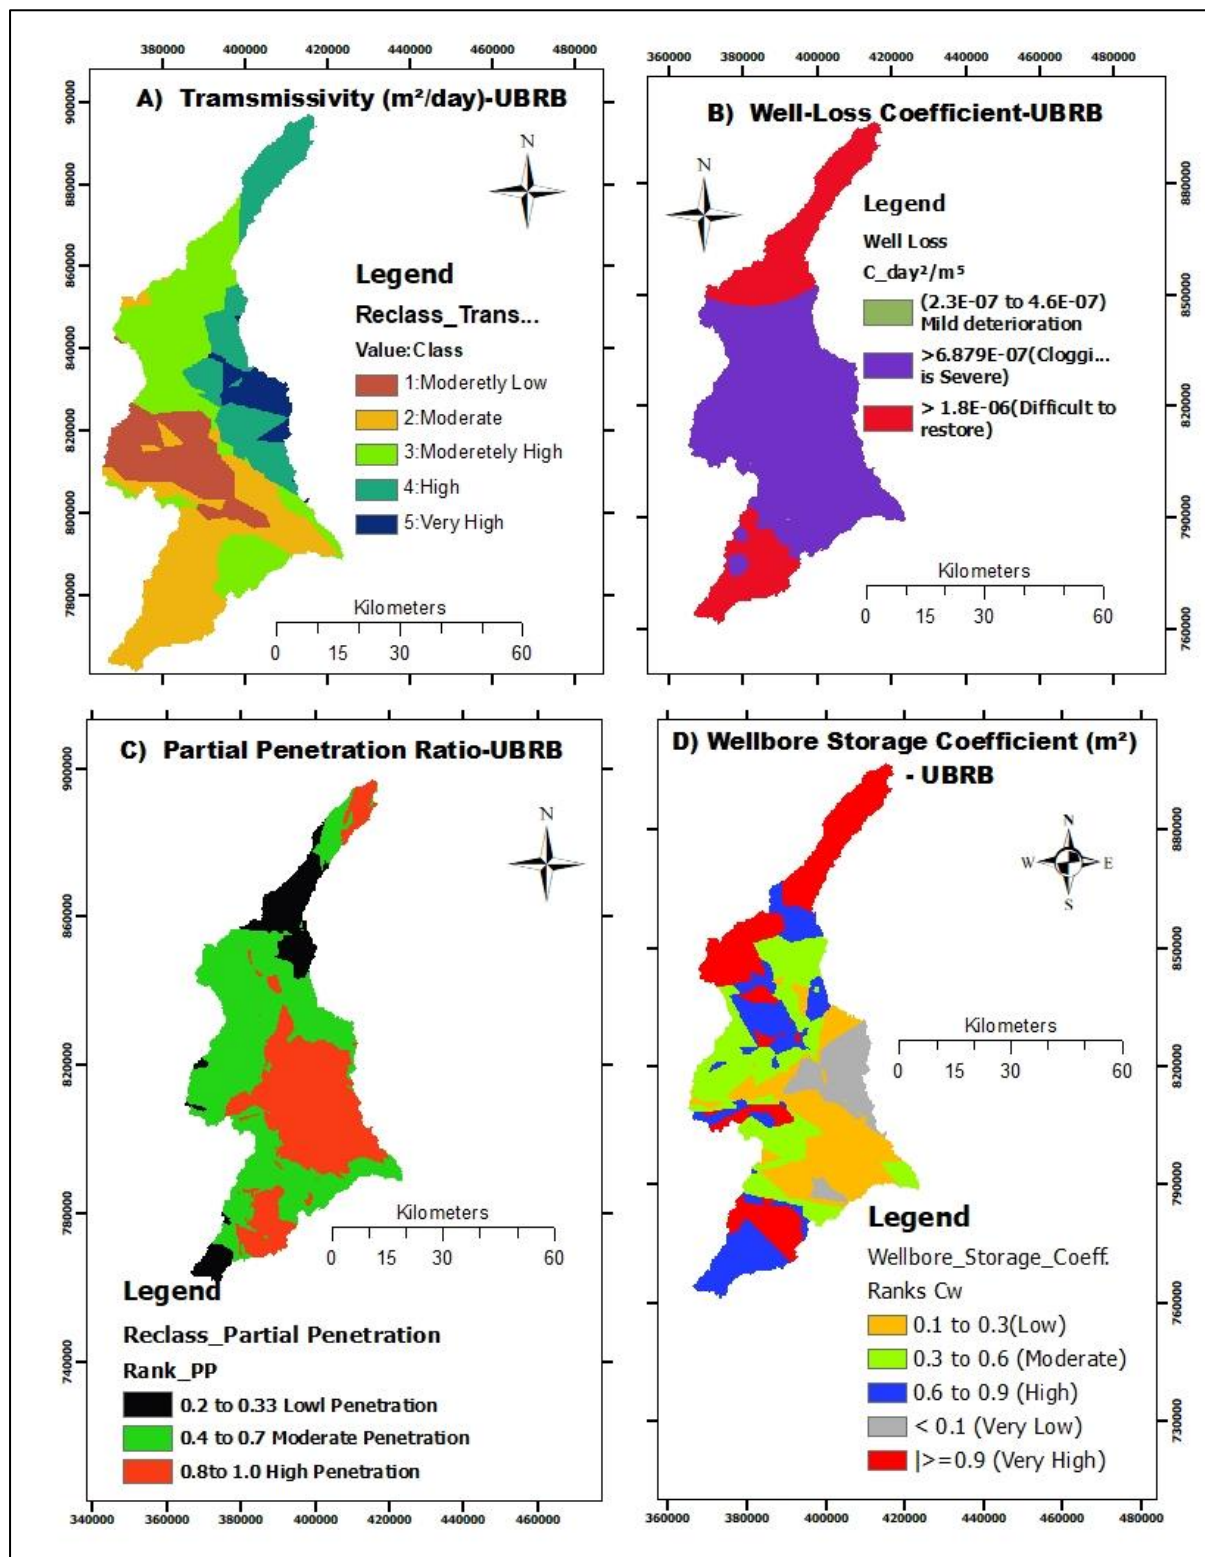 380000 400000 420000 440000 460000 480000
A) Tramsmissivity (m²/day)-UBRB
N
900000
880000
860000
840000
820000
800000
780000
Legend
Reclass_Trans...
Value:Class
1:Moderetly Low
2:Moderate
3:Moderetely High
4:High
5:Very High
Kilometers
0 15 30 60
360000 380000 400000 420000 440000 460000 480000
B) Well-Loss Coefficient-UBRB
N
Legend
Well Loss
C_day²/m⁵
(2.3E-07 to 4.6E-07)
Mild deterioration
>6.879E-07(Cloggi...
is Severe)
> 1.8E-06(Difficult to
restore)
880000
850000
820000
790000
760000
Kilometers
0 15 30 60
C) Partial Penetration Ratio-UBRB
N
900000
860000
820000
780000
740000
Kilometers
0 15 30 60
Legend
Reclass_Partial Penetration
Rank_PP
0.2 to 0.33 Lowl Penetration
0.4 to 0.7 Moderate Penetration
0.8to 1.0 High Penetration
340000 360000 380000 400000 420000 440000 460000
D) Wellbore Storage Coefficient (m²)
- UBRB
N
W E
S
880000
850000
820000
790000
760000
730000
Kilometers
0 15 30 60
Legend
Wellbore_Storage_Coeff.
Ranks Cw
0.1 to 0.3(Low)
0.3 to 0.6 (Moderate)
0.6 to 0.9 (High)
< 0.1 (Very Low)
|>=0.9 (Very High)
360000 380000 400000 420000 440000 460000 480000